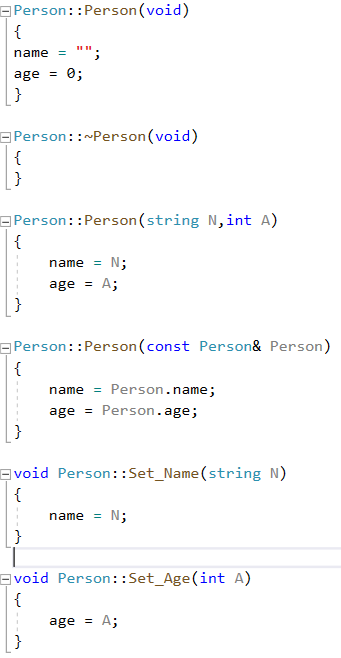 Person::Person(void)
{
name = "";
age = 0;
}
Person::~Person(void)
{
}
Person::Person(string N,int A)
{
name = N;
age = A;
}
Person::Person(const Person& Person)
{
name = Person.name;
age = Person.age;
}
void Person::Set_Name(string N)
{
name = N;
}
void Person::Set_Age(int A)
{
age = A;
}